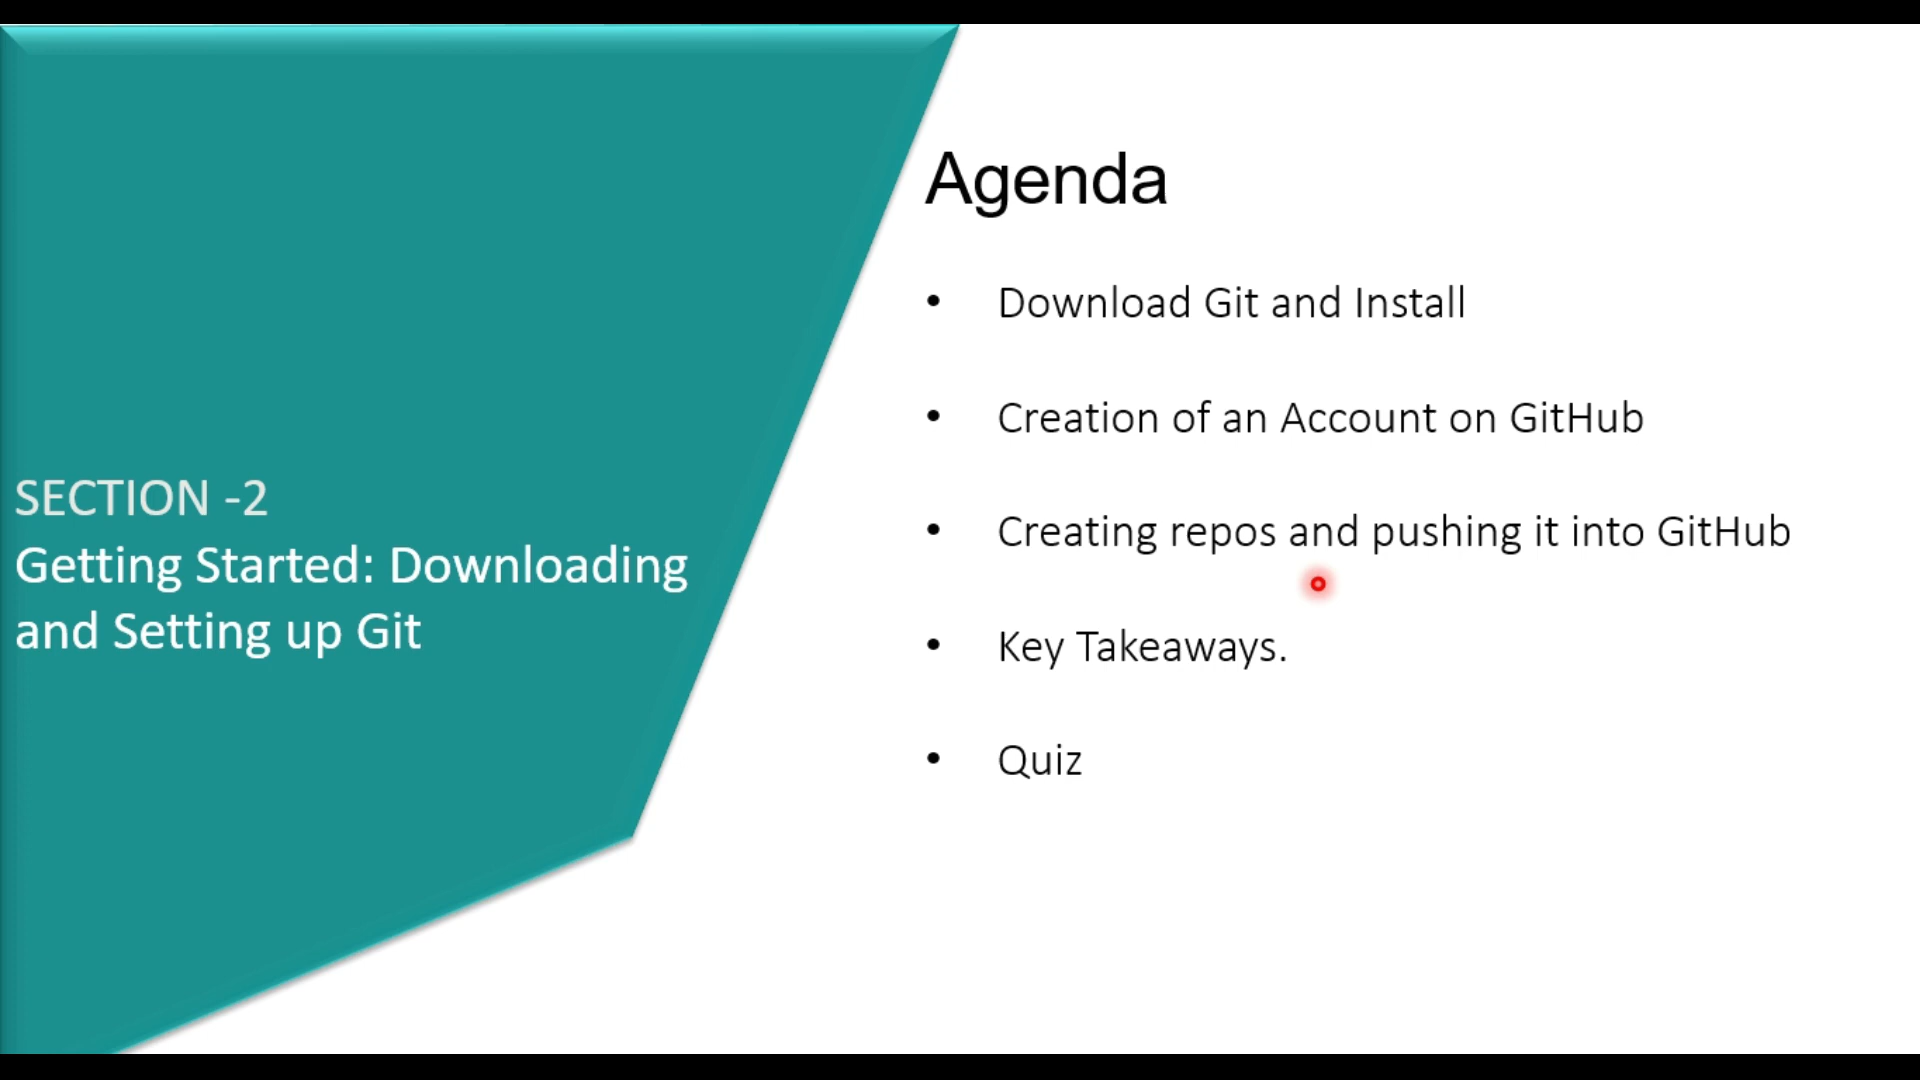 SECTION -2
Getting Started: Downloading
and Setting up Git
Agenda
• Download Git and Install
• Creation of an Account on GitHub
• Creating repos and pushing it into GitHub
• Key Takeaways.
• Quiz